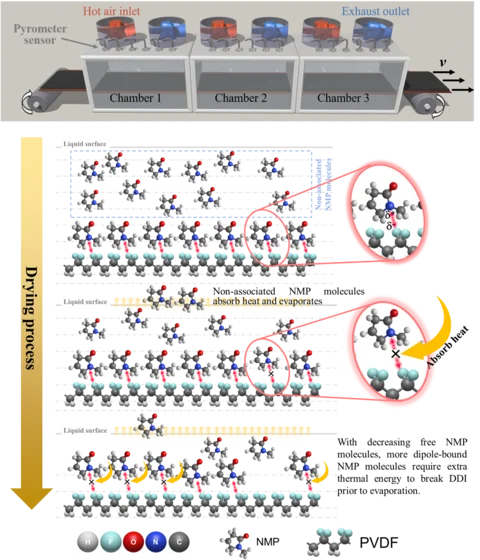 Hot air inlet
Exhaust outlet
Pyrometer
sensor
v
Chamber 1
Chamber 2
Chamber 3
Drying process
Liquid surface
Non-associated
NMP molecules
δ
δ
Non-associated NMP molecules
absorb heat and evaporates
Liquid surface
Absorb heat
Liquid surface
With decreasing free NMP
molecules, more dipole-bound
NMP molecules require extra
thermal energy to break DDI
prior to evaporation.
H F O N C
NMP
PVDF